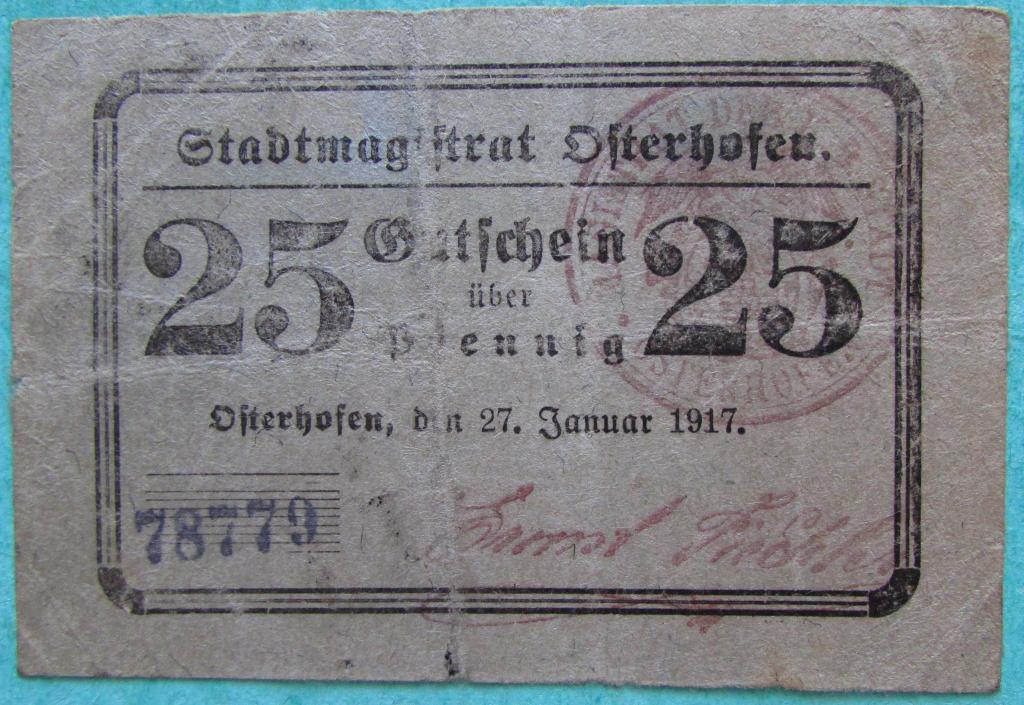 Stadtmagistrat Osterhofen.
25 Gutschein 25
über
Pfennig
Osterhofen, den 27. Januar 1917.
78779